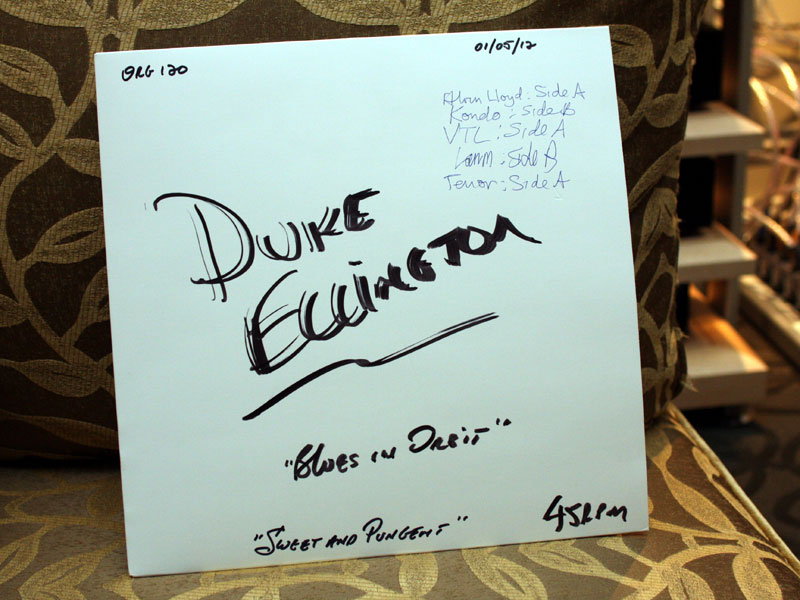 ORG 120
01/05/12
Alvin Lloyd: Side A
Kondo: Side B
VTL: Side A
Lamm: Side B
Tenor: Side A
DUKE
ELLINGTON
"BLUES IN ORBIT"
"SWEET AND PUNGENT"
45RPM